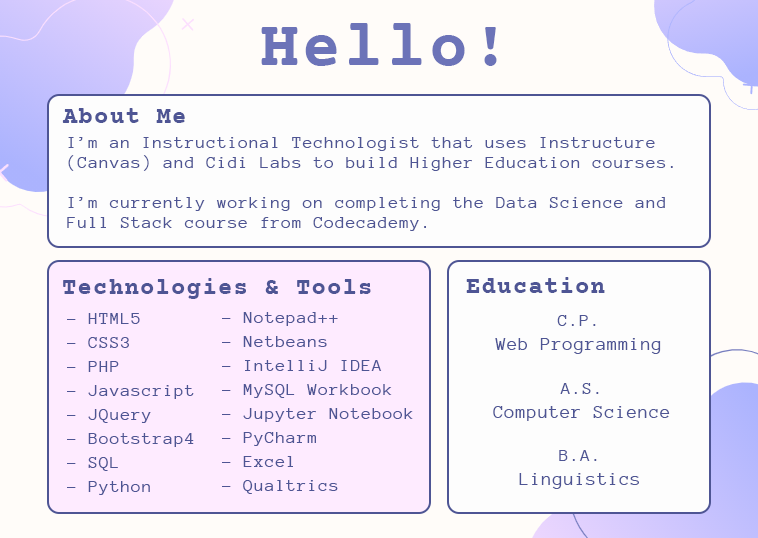 Hello!
About Me
I'm an Instructional Technologist that uses Instructure
(Canvas) and Cidi Labs to build Higher Education courses.
I'm currently working on completing the Data Science and
Full Stack course from Codecademy.
Technologies & Tools
– HTML5
– CSS3
– PHP
– Javascript
– JQuery
– Bootstrap4
– SQL
– Python
– Notepad++
– Netbeans
– IntelliJ IDEA
– MySQL Workbook
– Jupyter Notebook
– PyCharm
– Excel
– Qualtrics
Education
C.P.
Web Programming
A.S.
Computer Science
B.A.
Linguistics